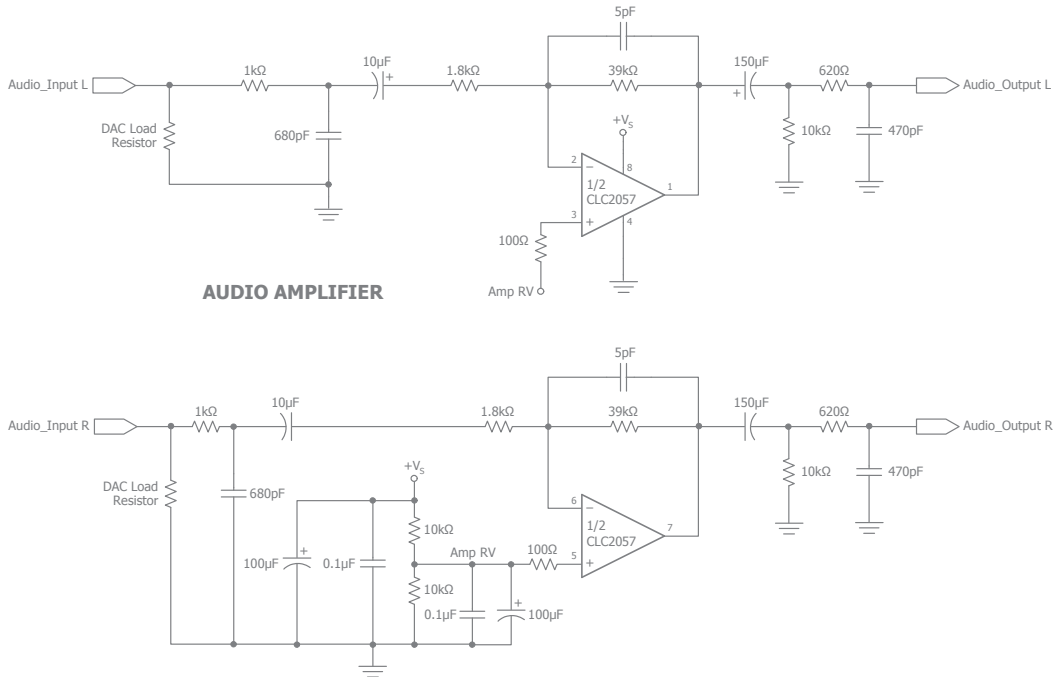 5pF
10µF
150µF
Audio_Input L
1kΩ
+
1.8kΩ
39kΩ
+
620Ω
Audio_Output L
DAC Load
Resistor
680pF
+VS
10kΩ
470pF
2
−
8
1/2
CLC2057
1
3
+
4
100Ω
Amp RV
AUDIO AMPLIFIER
5pF
10µF
150µF
Audio_Input R
1kΩ
1.8kΩ
39kΩ
620Ω
Audio_Output R
DAC Load
Resistor
680pF
+VS
10kΩ
470pF
6
−
1/2
CLC2057
7
5
+
10kΩ
Amp RV
100Ω
+
100µF
0.1µF
10kΩ
0.1µF
+
100µF